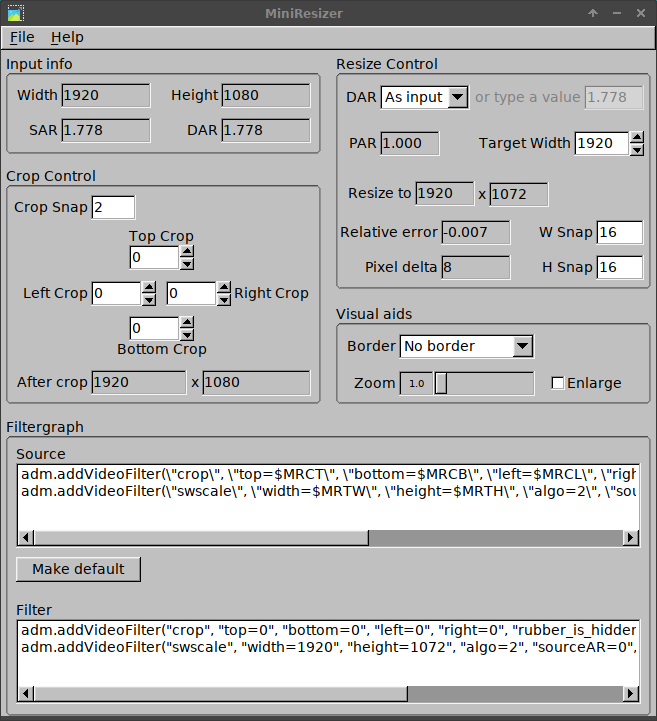 MiniResizer
File Help
Input info
Width 1920 Height 1080
SAR 1.778 DAR 1.778
Crop Control
Crop Snap 2
Top Crop
0
Left Crop 0 0 Right Crop
0
Bottom Crop
After crop 1920 x 1080
Resize Control
DAR As input or type a value 1.778
PAR 1.000 Target Width 1920
Resize to 1920 x 1072
Relative error -0.007 W Snap 16
Pixel delta 8 H Snap 16
Visual aids
Border No border
Zoom 1.0 Enlarge
Filtergraph
Source
adm.addVideoFilter(\"crop\", \"top=$MRCT\", \"bottom=$MRCB\", \"left=$MRCL\", \"righ
adm.addVideoFilter(\"swscale\", \"width=$MRTW\", \"height=$MRTH\", \"algo=2\", \"sou
Make default
Filter
adm.addVideoFilter("crop", "top=0", "bottom=0", "left=0", "right=0", "rubber_is_hidden
adm.addVideoFilter("swscale", "width=1920", "height=1072", "algo=2", "sourceAR=0",